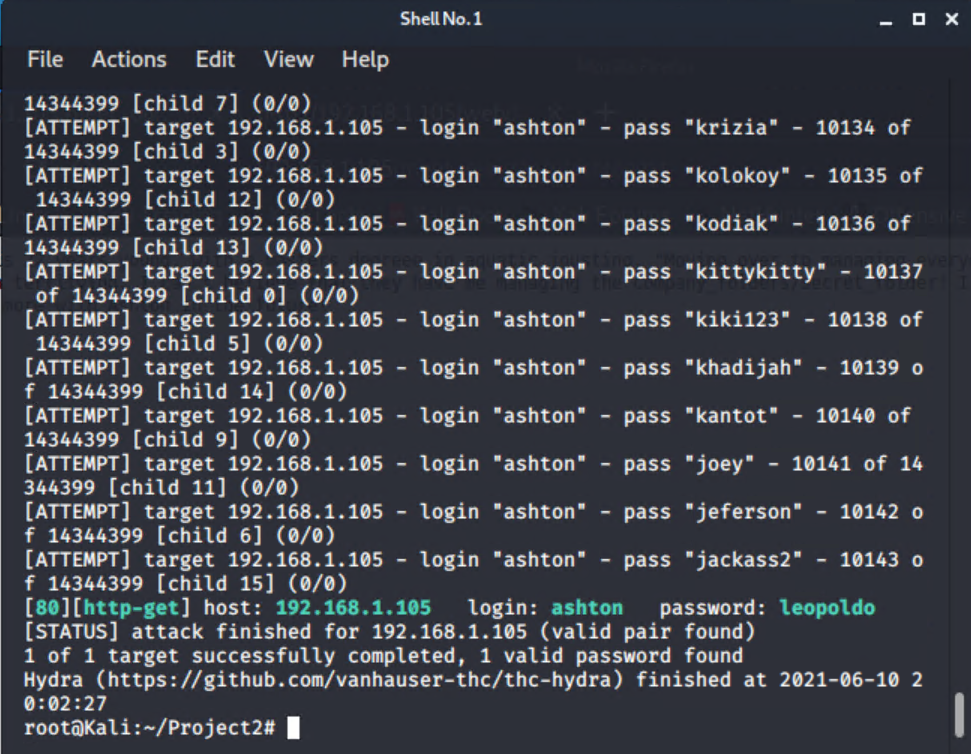 Shell No. 1
File Actions Edit View Help
14344399 [child 7] (0/0)
[ATTEMPT] target 192.168.1.105 - login "ashton" - pass "krizia" - 10134 of
14344399 [child 3] (0/0)
[ATTEMPT] target 192.168.1.105 - login "ashton" - pass "kolokoy" - 10135 of
 14344399 [child 12] (0/0)
[ATTEMPT] target 192.168.1.105 - login "ashton" - pass "kodiak" - 10136 of
14344399 [child 13] (0/0)
[ATTEMPT] target 192.168.1.105 - login "ashton" - pass "kittykitty" - 10137
 of 14344399 [child 0] (0/0)
[ATTEMPT] target 192.168.1.105 - login "ashton" - pass "kiki123" - 10138 of
 14344399 [child 5] (0/0)
[ATTEMPT] target 192.168.1.105 - login "ashton" - pass "khadijah" - 10139 o
f 14344399 [child 14] (0/0)
[ATTEMPT] target 192.168.1.105 - login "ashton" - pass "kantot" - 10140 of
14344399 [child 9] (0/0)
[ATTEMPT] target 192.168.1.105 - login "ashton" - pass "joey" - 10141 of 14
344399 [child 11] (0/0)
[ATTEMPT] target 192.168.1.105 - login "ashton" - pass "jeferson" - 10142 o
f 14344399 [child 6] (0/0)
[ATTEMPT] target 192.168.1.105 - login "ashton" - pass "jackass2" - 10143 o
f 14344399 [child 15] (0/0)
[80][http-get] host: 192.168.1.105   login: ashton   password: leopoldo
[STATUS] attack finished for 192.168.1.105 (valid pair found)
1 of 1 target successfully completed, 1 valid password found
Hydra (https://github.com/vanhauser-thc/thc-hydra) finished at 2021-06-10 2
0:02:27
root@Kali:~/Project2#